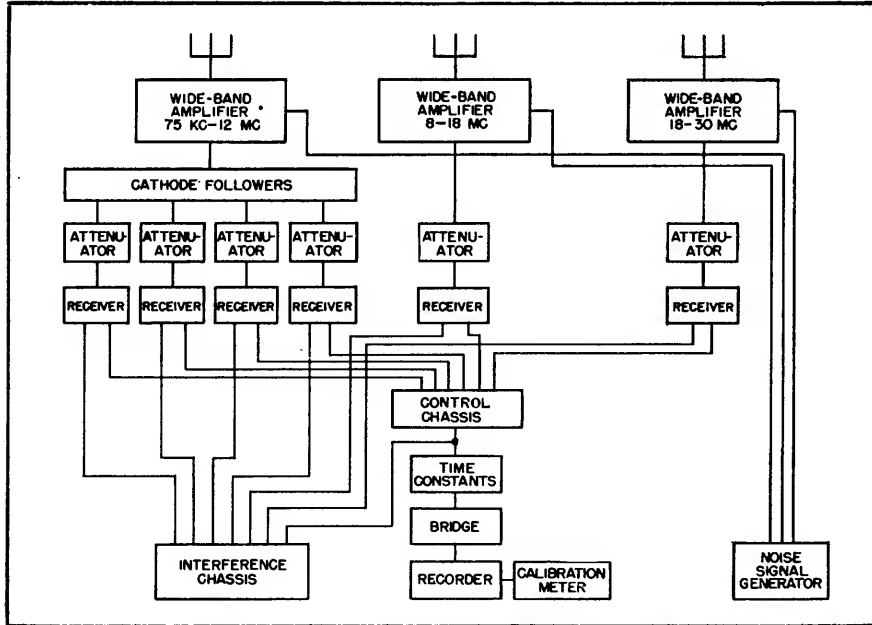 WIDE-BAND
AMPLIFIER
75 KC-12 MC
WIDE-BAND
AMPLIFIER
8-18 MC
WIDE-BAND
AMPLIFIER
18-30 MC
CATHODE FOLLOWERS
ATTENU-
ATOR
ATTENU-
ATOR
ATTENU-
ATOR
ATTENU-
ATOR
ATTENU-
ATOR
ATTENU-
ATOR
RECEIVER
RECEIVER
RECEIVER
RECEIVER
RECEIVER
RECEIVER
CONTROL
CHASSIS
TIME
CONSTANTS
BRIDGE
INTERFERENCE
CHASSIS
RECORDER
CALIBRATION
METER
NOISE
SIGNAL
GENERATOR